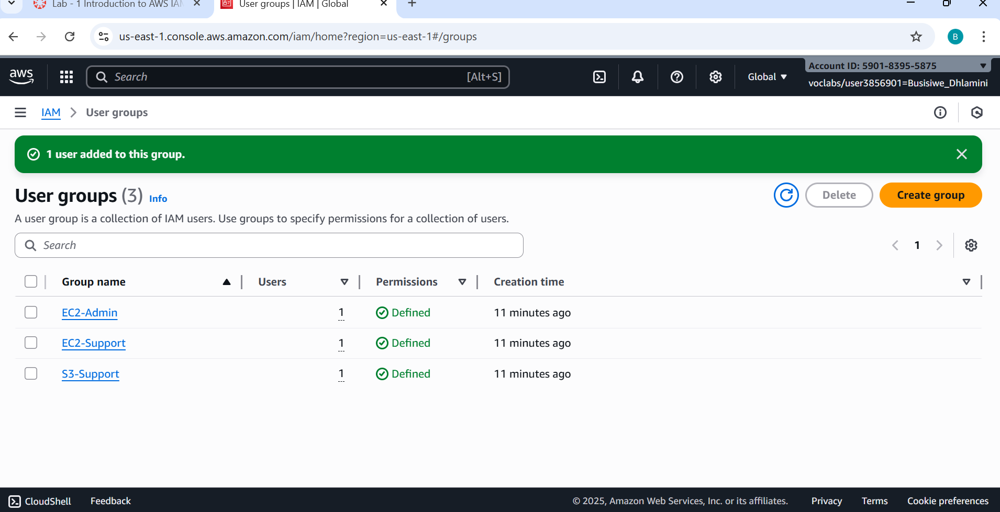 Lab - 1 Introduction to AWS IAM
User groups | IAM | Global
us-east-1.console.aws.amazon.com/iam/home?region=us-east-1#/groups
B
aws
Search
[Alt+S]
Global
Account ID: 5901-8395-5875
voclabs/user3856901=Busisiwe_Dhlamini
IAM
User groups
1 user added to this group.
User groups (3) Info
Delete
Create group
A user group is a collection of IAM users. Use groups to specify permissions for a collection of users.
Search
1
Group name Users Permissions Creation time
EC2-Admin 1 Defined 11 minutes ago
EC2-Support 1 Defined 11 minutes ago
S3-Support 1 Defined 11 minutes ago
CloudShell Feedback © 2025, Amazon Web Services, Inc. or its affiliates. Privacy Terms Cookie preferences